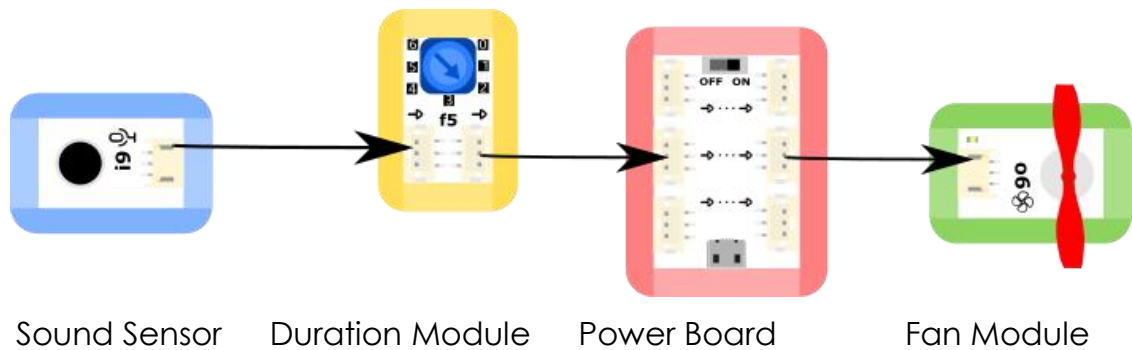 i9
6 0
5 1
4 2
3
f5
OFF ON
o6
Sound Sensor Duration Module Power Board Fan Module